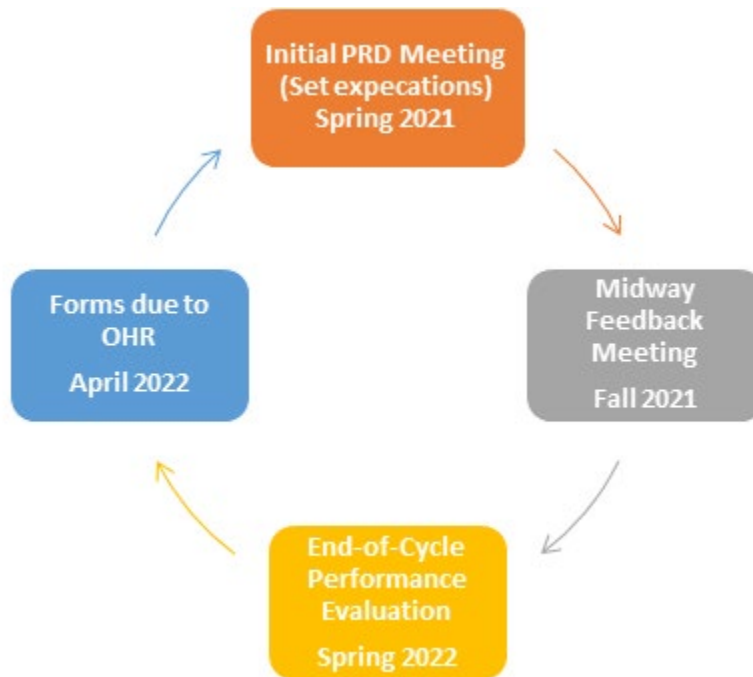 Initial PRD Meeting
(Set expecations)
Spring 2021
Midway
Feedback
Meeting
Fall 2021
End-of-Cycle
Performance
Evaluation
Spring 2022
Forms due to
OHR
April 2022